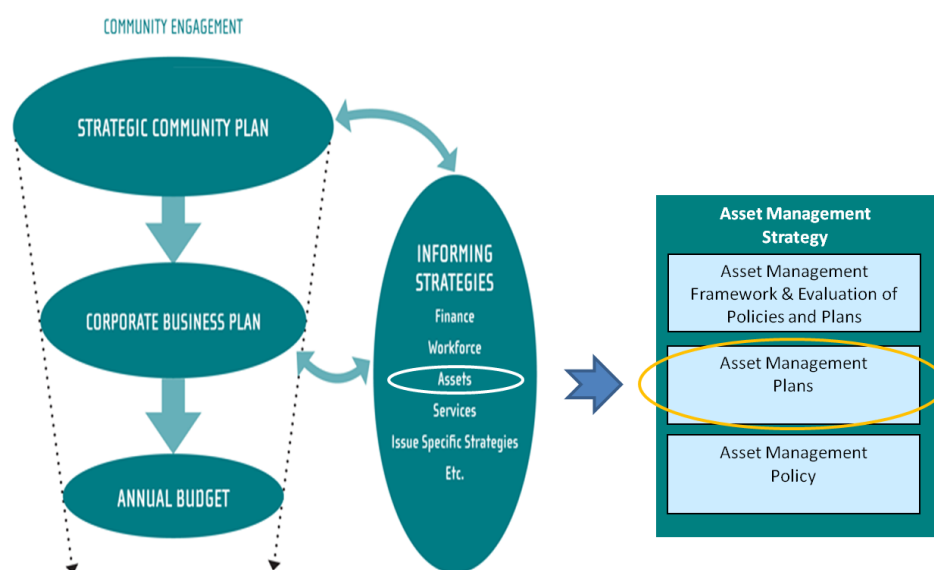 COMMUNITY ENGAGEMENT
STRATEGIC COMMUNITY PLAN
CORPORATE BUSINESS PLAN
ANNUAL BUDGET
INFORMING
STRATEGIES
Finance
Workforce
Assets
Services
Issue Specific Strategies
Etc.
Asset Management
Strategy
Asset Management
Framework & Evaluation of
Policies and Plans
Asset Management
Plans
Asset Management
Policy